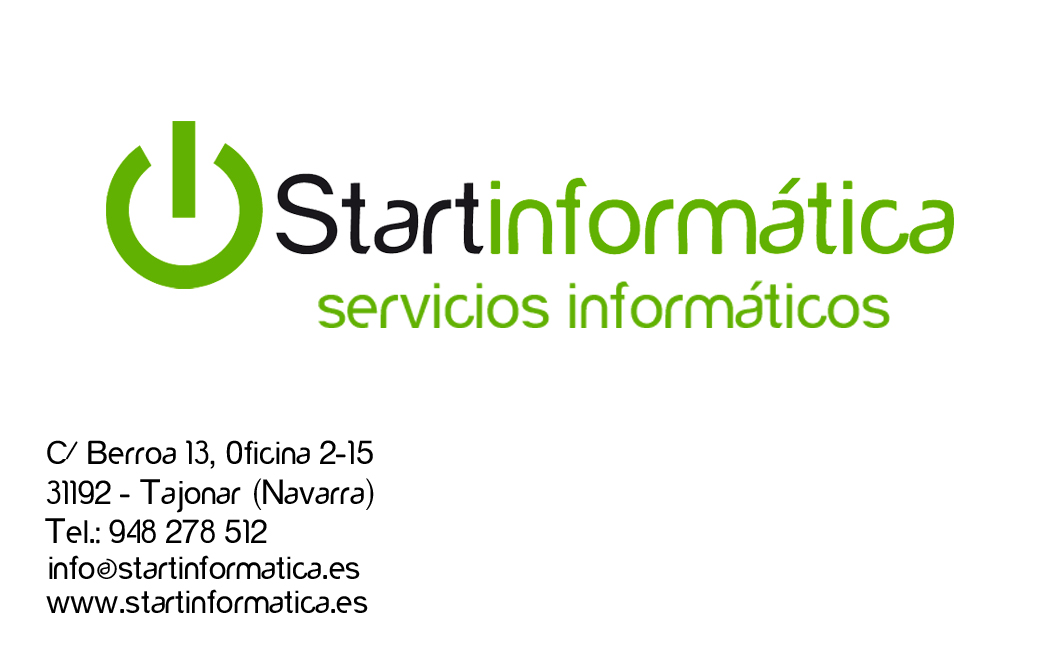 Startinformática
servicios informáticos
C/ Berroa 13, Oficina 2-15
31192 - Tajonar (Navarra)
Tel.: 948 278 512
info@startinformatica.es
www.startinformatica.es